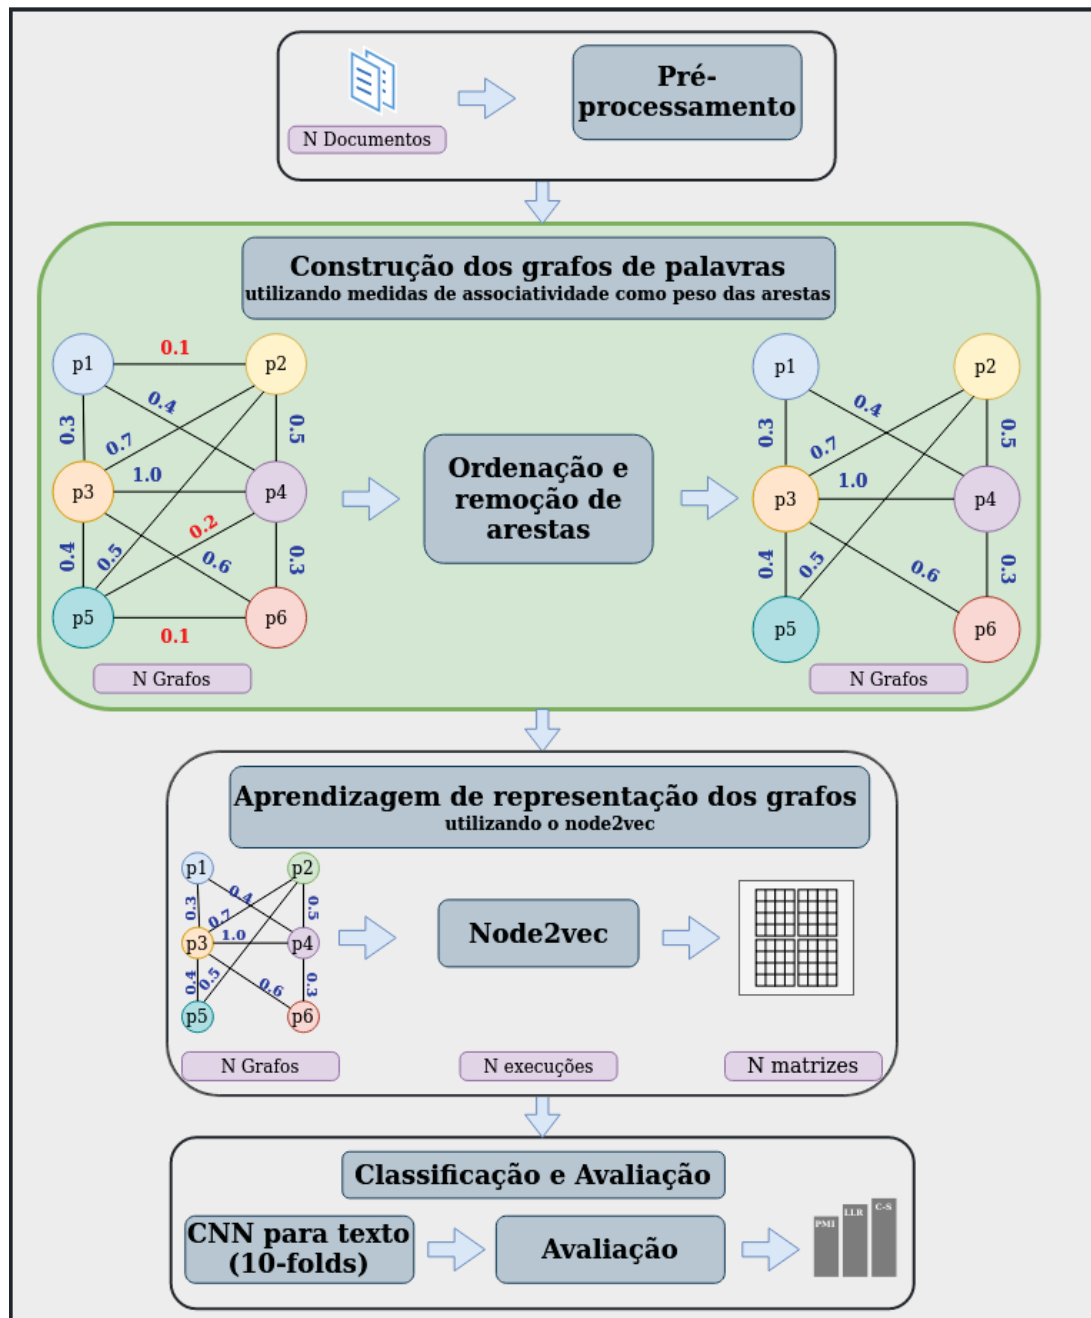 N Documentos
Pré-
processamento
Construção dos grafos de palavras
utilizando medidas de associatividade como peso das arestas
p1
0.1
p2
0.3
0.4
0.7
0.5
p3
1.0
p4
0.4
0.5
0.2
0.6
0.3
p5
0.1
p6
N Grafos
Ordenação e
remoção de
arestas
p1
p2
0.3
0.4
0.7
0.5
p3
1.0
p4
0.4
0.5
0.6
0.3
p5
p6
N Grafos
Aprendizagem de representação dos grafos
utilizando o node2vec
p1
p2
0.3
0.4
0.7
0.5
p3
1.0
p4
0.4
0.5
0.6
0.3
p5
p6
N Grafos
Node2vec
N execuções
N matrizes
Classificação e Avaliação
CNN para texto
(10-folds)
Avaliação
PMI
LLR
C-S